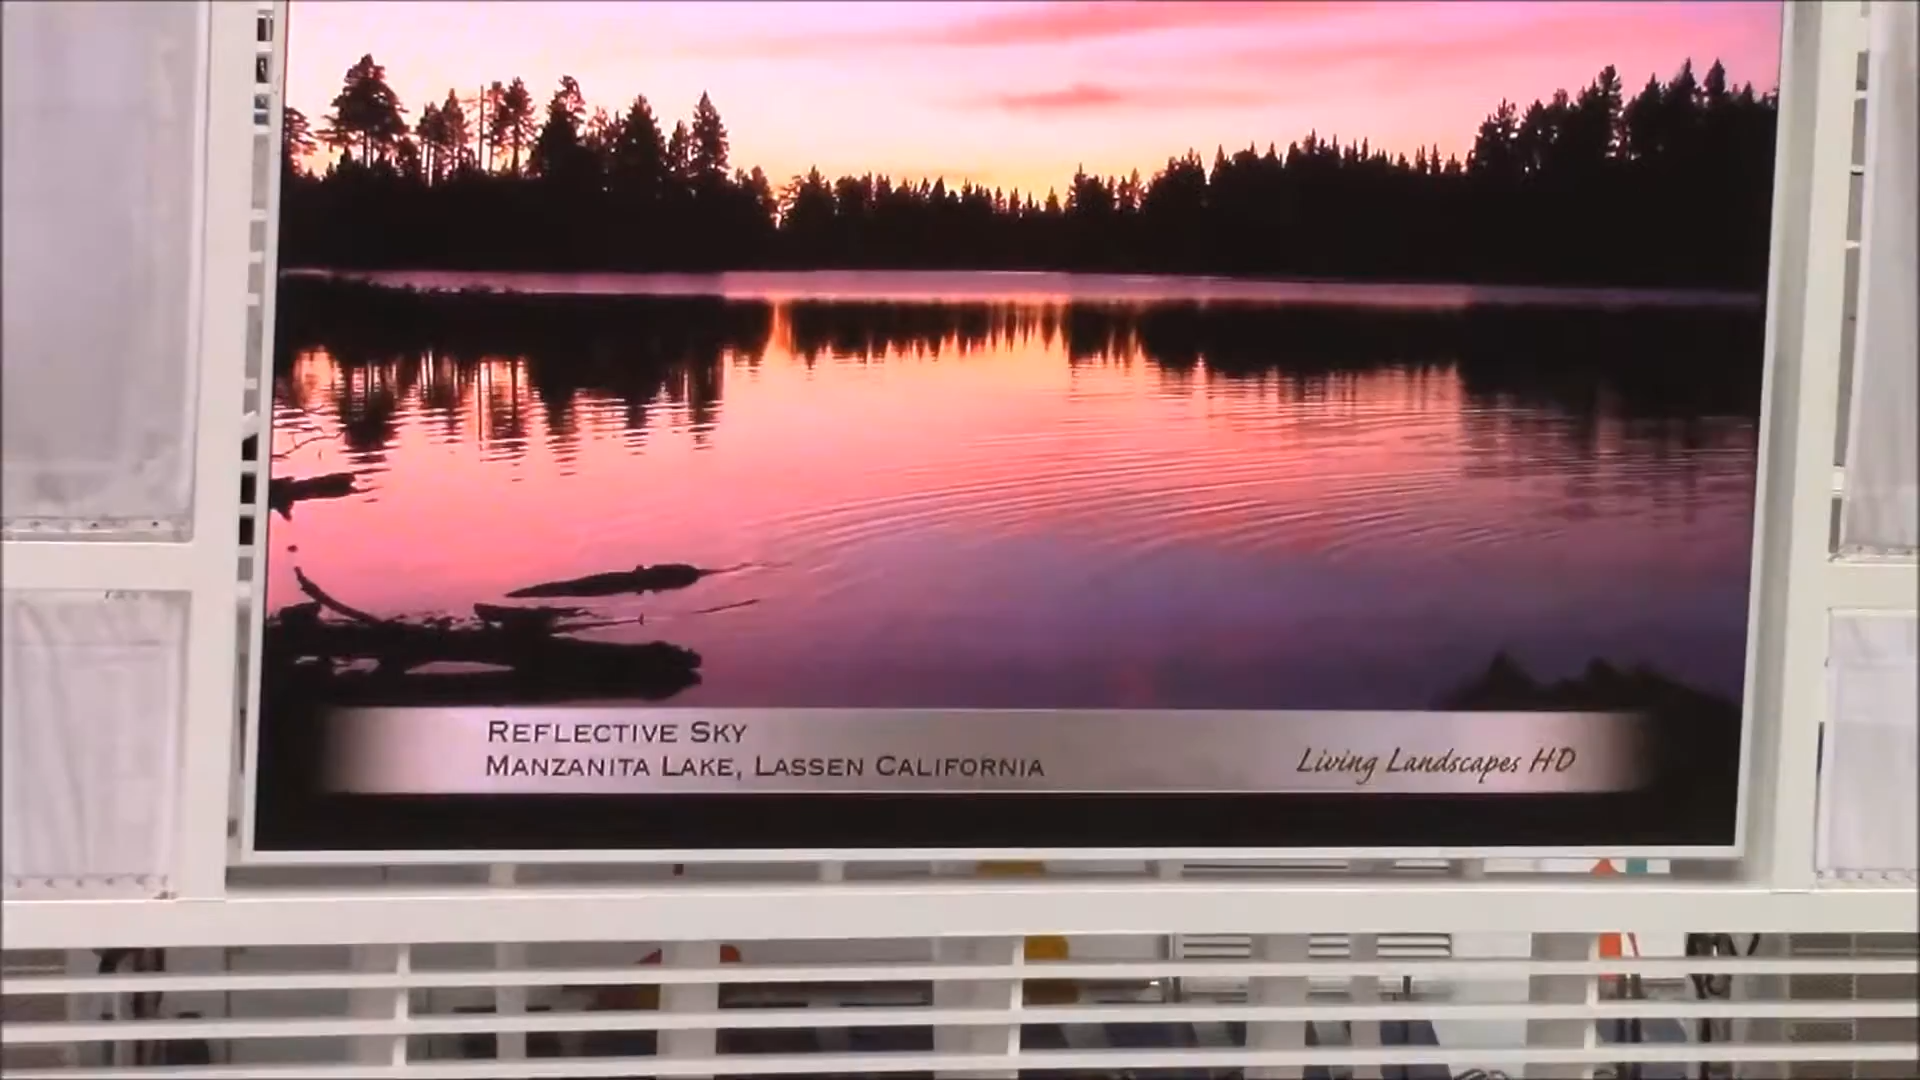 Reflective Sky
Manzanita Lake, Lassen California
Living Landscapes HD